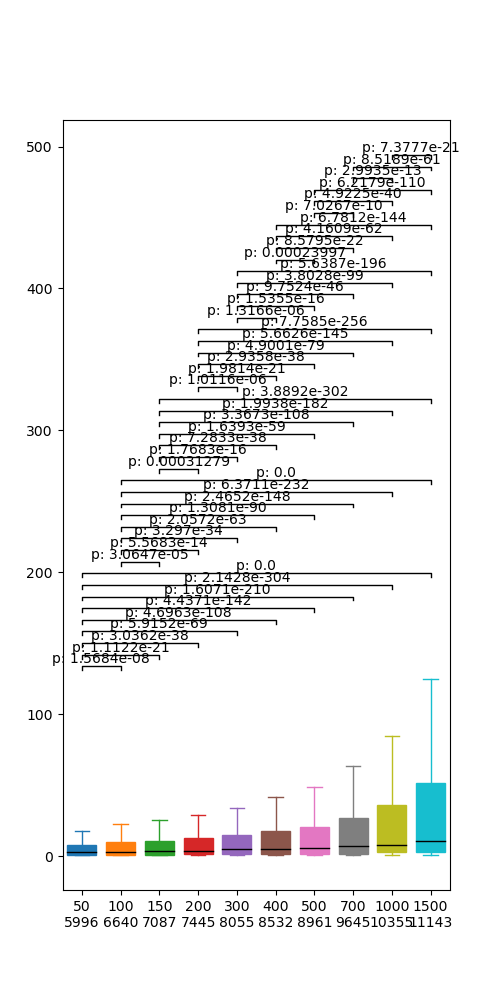 500
p: 7.3777e-21
p: 8.5189e-61
p: 2.9935e-13
p: 6.2179e-110
p: 4.9225e-40
p: 7.0267e-10
p: 6.7812e-144
p: 4.1609e-62
p: 8.5795e-22
p: 0.00023997
p: 5.6387e-196
400
p: 3.8028e-99
p: 9.7524e-46
p: 1.5355e-16
p: 1.3166e-06
p: 7.7585e-256
p: 5.6626e-145
p: 4.9001e-79
p: 2.9358e-38
p: 1.9814e-21
p: 1.0116e-06
p: 3.8892e-302
p: 1.9938e-182
p: 3.3673e-108
300
p: 1.6393e-59
p: 7.2833e-38
p: 1.7683e-16
p: 0.00031279
p: 0.0
p: 6.3711e-232
p: 2.4652e-148
p: 1.3081e-90
p: 2.0572e-63
p: 3.297e-34
p: 5.5683e-14
p: 3.0647e-05
p: 0.0
200
p: 2.1428e-304
p: 1.6071e-210
p: 4.4371e-142
p: 4.6963e-108
p: 5.9152e-69
p: 3.0362e-38
p: 1.1122e-21
p: 1.5684e-08
100
0
50 100 150 200 300 400 500 700 1000 1500
5996 6640 7087 7445 8055 8532 8961 9645 10355 11143